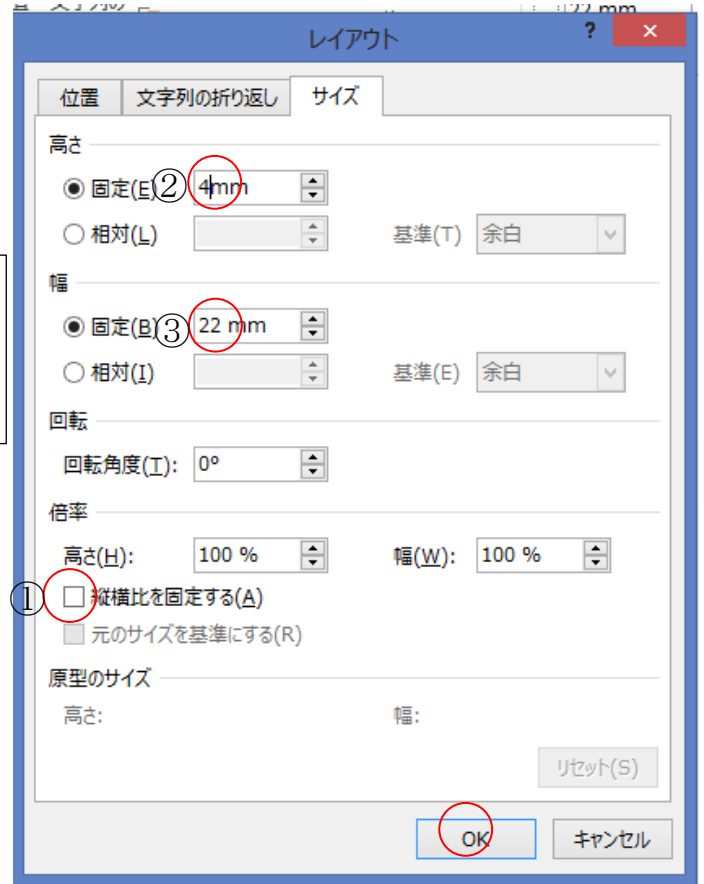 22 mm
レイアウト ? ×
位置 文字列の折り返し サイズ
高さ
固定(E) ② 4mm
相対(L) 基準(T) 余白
幅
固定(B) ③ 22 mm
相対(I) 基準(E) 余白
回転
回転角度(T): 0°
倍率
高さ(H): 100 % 幅(W): 100 %
① 縦横比を固定する(A)
元のサイズを基準にする(R)
原型のサイズ
高さ: 幅:
リセット(S)
OK キャンセル